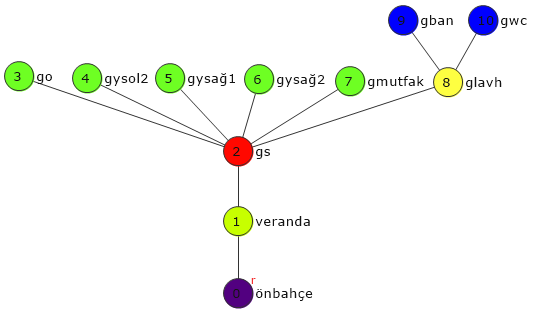 9 gban 10 gwc
3 go 4 gysol2 5 gysağ1 6 gysağ2 7 gmutfak 8 glavh
2 gs
1 veranda
r
0 önbahçe